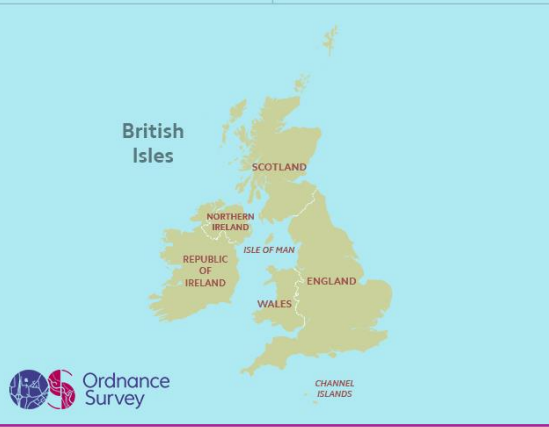 British
Isles
SCOTLAND
NORTHERN
IRELAND
ISLE OF MAN
REPUBLIC
OF
IRELAND
ENGLAND
WALES
CHANNEL
ISLANDS
Ordnance
Survey